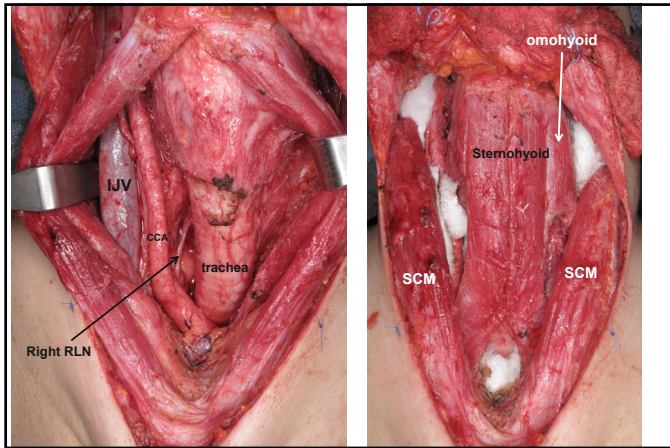 IJV
CCA
trachea
Right RLN
omohyoid
Sternohyoid
SCM
SCM